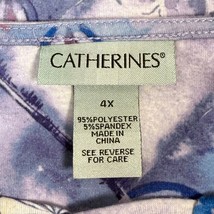 CATHERINES®
4X
95%POLYESTER
5%SPANDEX
MADE IN
CHINA
SEE REVERSE
FOR CARE